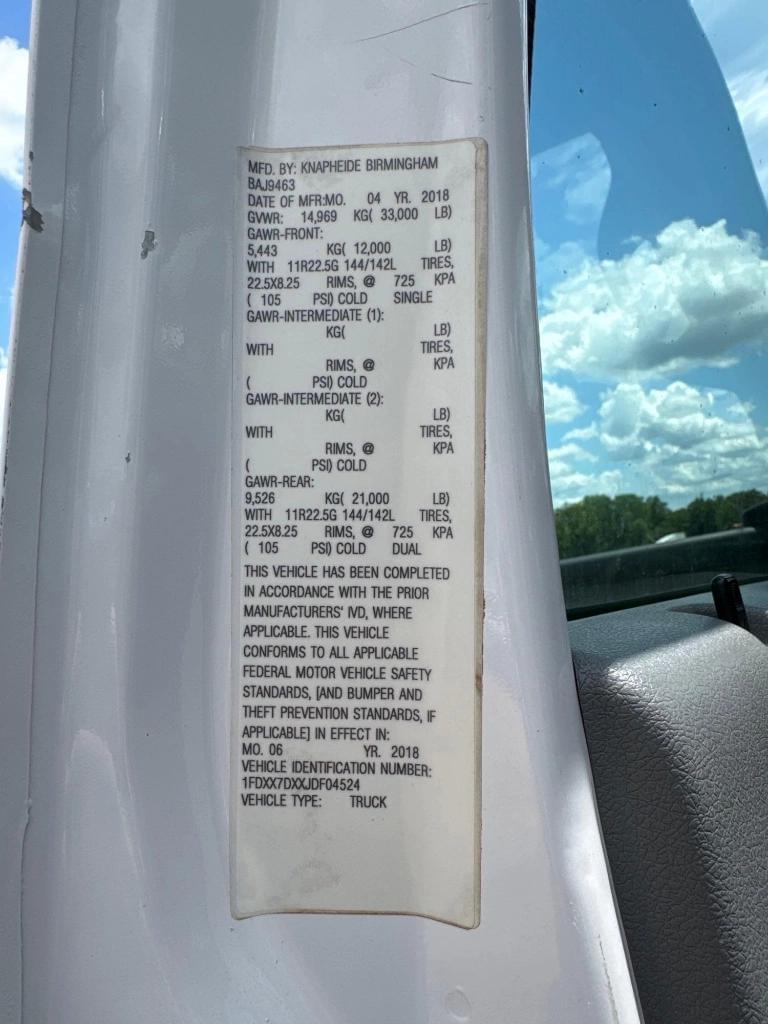 MFD. BY: KNAPHEIDE BIRMINGHAM
BAJ9463
DATE OF MFR:MO. 04 YR. 2018
GVWR: 14,969 KG( 33,000 LB)
GAWR-FRONT:
5,443 KG( 12,000 LB)
WITH 11R22.5G 144/142L TIRES,
22.5X8.25 RIMS, @ 725 KPA
( 105 PSI) COLD SINGLE
GAWR-INTERMEDIATE (1):
KG( LB)
WITH TIRES,
RIMS, @ KPA
( PSI) COLD
GAWR-INTERMEDIATE (2):
KG( LB)
WITH TIRES,
RIMS, @ KPA
( PSI) COLD
GAWR-REAR:
9,526 KG( 21,000 LB)
WITH 11R22.5G 144/142L TIRES,
22.5X8.25 RIMS, @ 725 KPA
( 105 PSI) COLD DUAL
THIS VEHICLE HAS BEEN COMPLETED
IN ACCORDANCE WITH THE PRIOR
MANUFACTURERS' IVD, WHERE
APPLICABLE. THIS VEHICLE
CONFORMS TO ALL APPLICABLE
FEDERAL MOTOR VEHICLE SAFETY
STANDARDS, [AND BUMPER AND
THEFT PREVENTION STANDARDS, IF
APPLICABLE] IN EFFECT IN:
MO. 06 YR. 2018
VEHICLE IDENTIFICATION NUMBER:
1FDXX7DXXJDF04524
VEHICLE TYPE: TRUCK